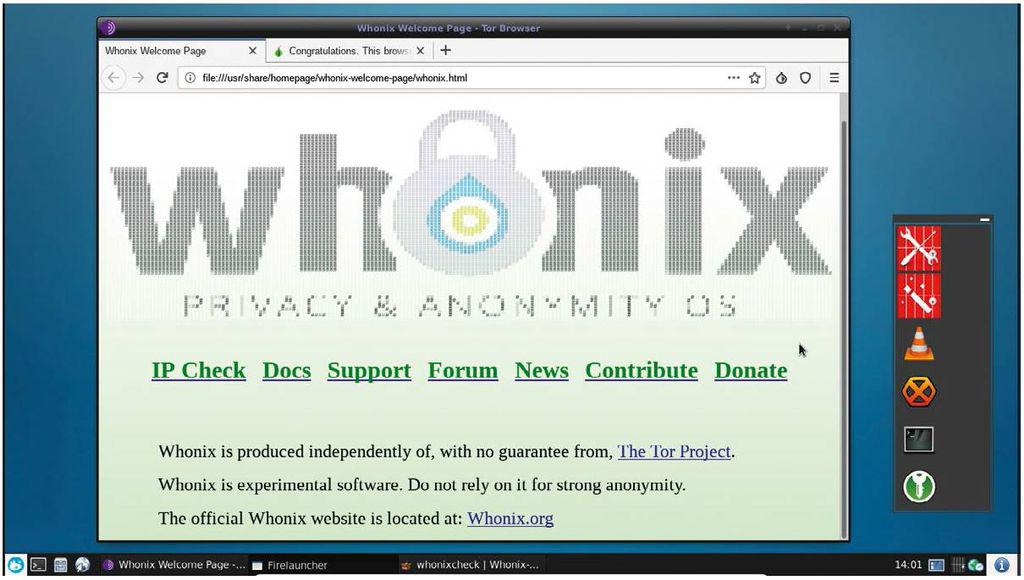 Whonix Welcome Page - Tor Browser
Whonix Welcome Page
Congratulations. This brows
file:///usr/share/homepage/whonix-welcome-page/whonix.html
whonix
PRIVACY & ANONYMITY OS
IP Check Docs Support Forum News Contribute Donate
Whonix is produced independently of, with no guarantee from, The Tor Project.
Whonix is experimental software. Do not rely on it for strong anonymity.
The official Whonix website is located at: Whonix.org
Whonix Welcome Page -... Firelauncher whonixcheck | Whonix-... 14:01